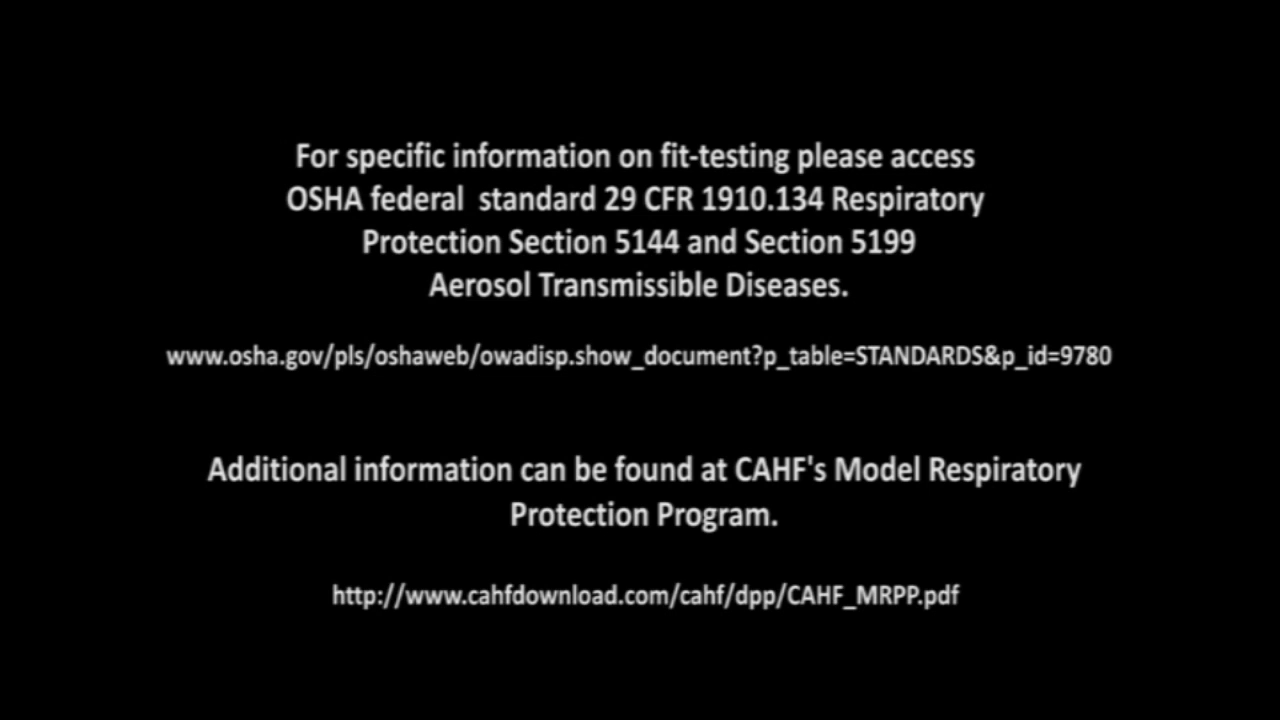 For specific information on fit-testing please access
OSHA federal  standard 29 CFR 1910.134 Respiratory
Protection Section 5144 and Section 5199
Aerosol Transmissible Diseases.
www.osha.gov/pls/oshaweb/owadisp.show_document?p_table=STANDARDS&p_id=9780
Additional information can be found at CAHF's Model Respiratory
Protection Program.
http://www.cahfdownload.com/cahf/dpp/CAHF_MRPP.pdf